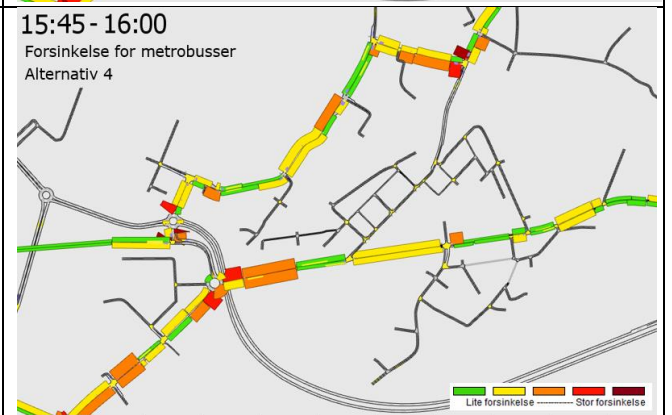 15:45 - 16:00
Forsinkelse for metrobusser
Alternativ 4
Lite forsinkelse ---------- Stor forsinkelse